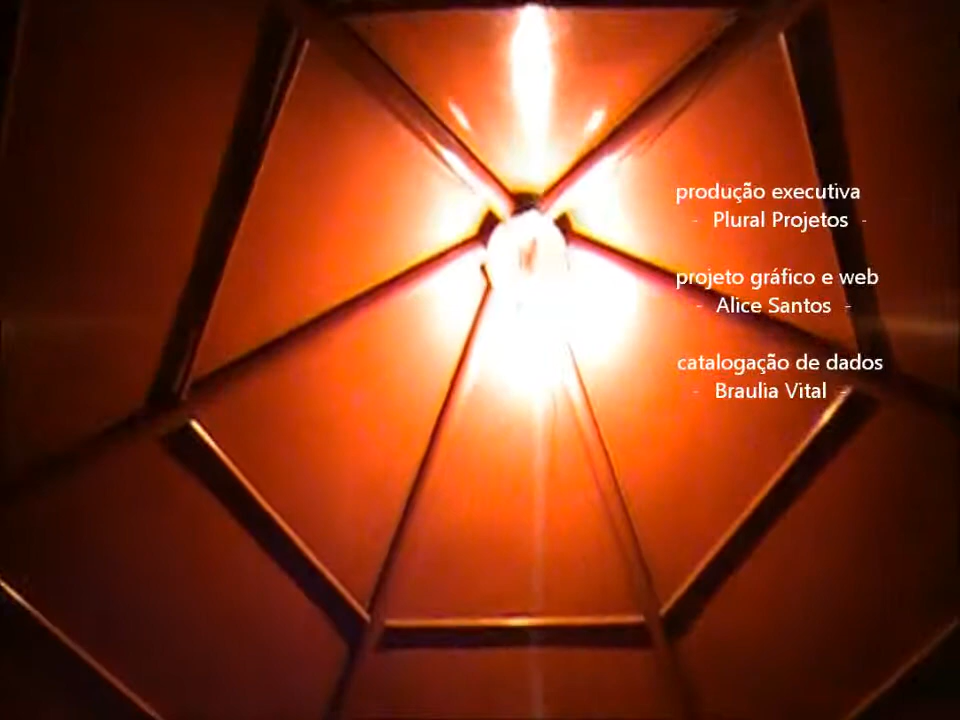 produção executiva
- Plural Projetos -
projeto gráfico e web
- Alice Santos -
catalogação de dados
- Braulia Vital -